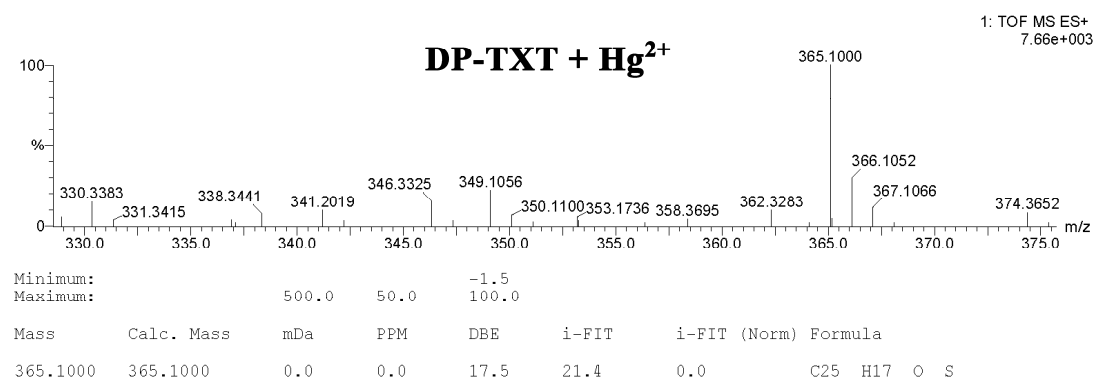 1: TOF MS ES+
7.66e+003
DP-TXT + Hg2+
100
%
0
365.1000
366.1052
367.1066
330.3383
331.3415
338.3441
341.2019
346.3325
349.1056
350.1100
353.1736
358.3695
362.3283
374.3652
330.0 335.0 340.0 345.0 350.0 355.0 360.0 365.0 370.0 375.0 m/z
Minimum: -1.5
Maximum: 500.0 50.0 100.0
Mass Calc. Mass mDa PPM DBE i-FIT i-FIT (Norm) Formula
365.1000 365.1000 0.0 0.0 17.5 21.4 0.0 C25 H17 O S